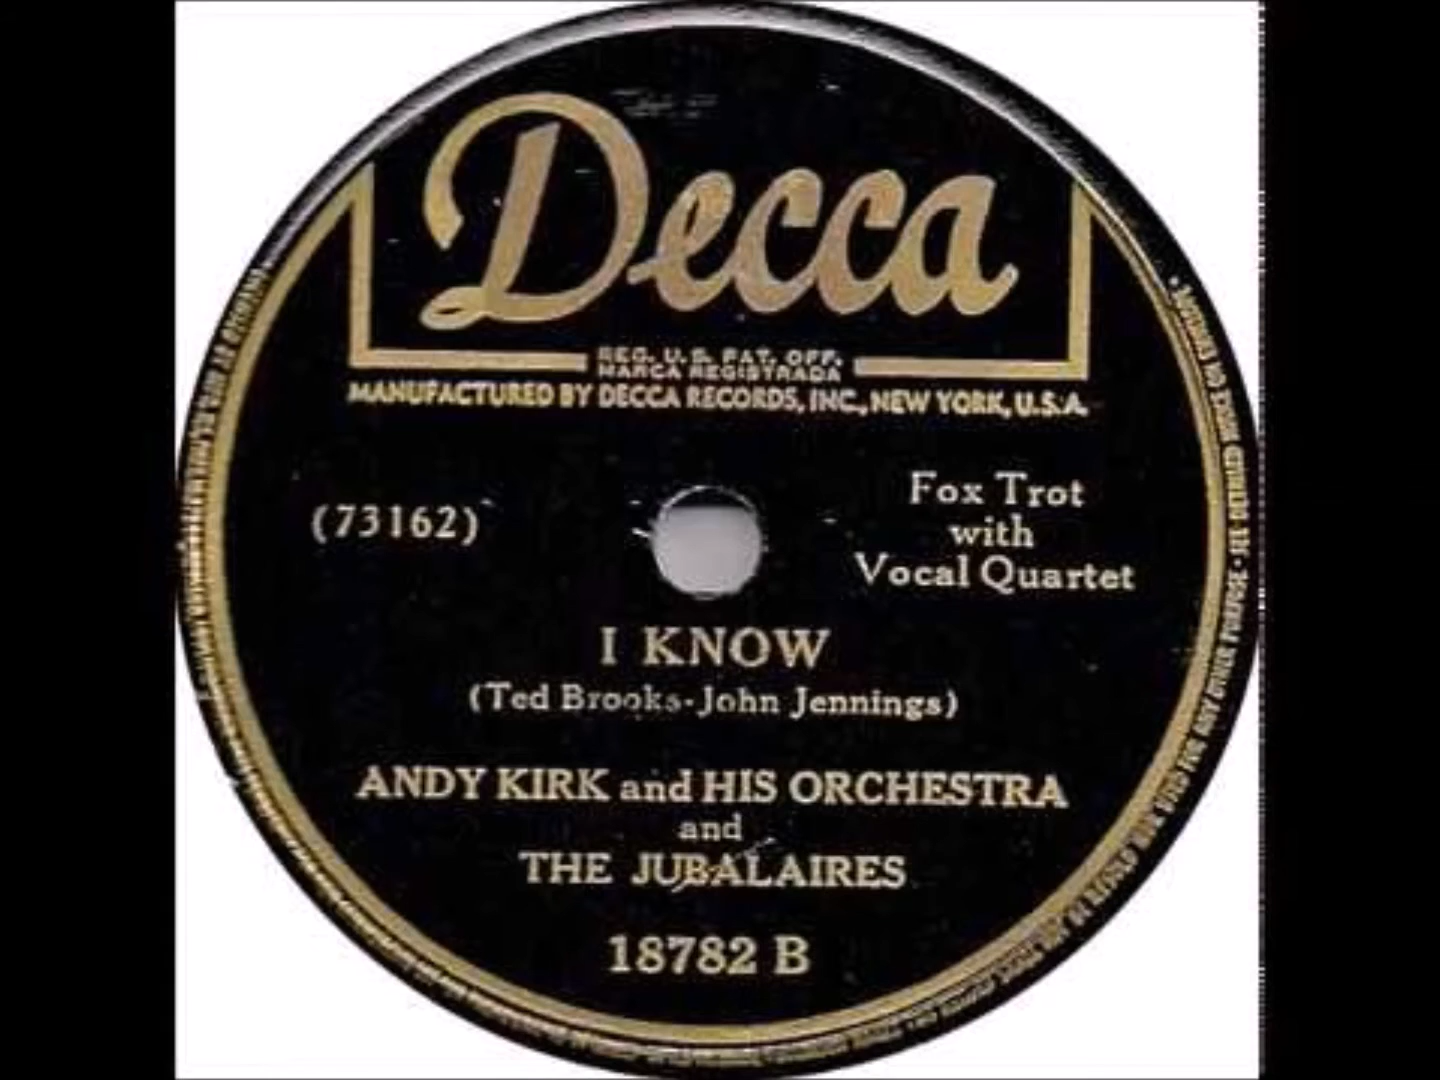 Decca
REG. U.S. PAT. OFF.
MARCA REGISTRADA
MANUFACTURED BY DECCA RECORDS, INC., NEW YORK, U.S.A.
(73162)
Fox Trot
with
Vocal Quartet
I KNOW
(Ted Brooks-John Jennings)
ANDY KIRK and HIS ORCHESTRA
and
THE JUBALAIRES
18782 B